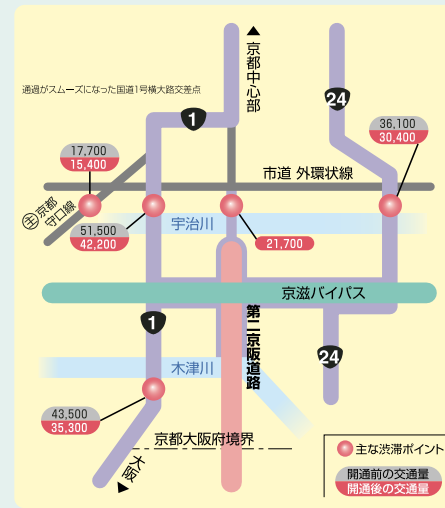 ▲京都中心部
通過がスムーズになった国道1号横大路交差点
24
1
36,100
30,400
17,700
15,400
市道 外環状線
主京都
守口線
宇治川
51,500
42,200
21,700
京滋バイパス
1
第二京阪道路
24
木津川
43,500
35,300
京都大阪府境界
大阪▼
主な渋滞ポイント
開通前の交通量
開通後の交通量